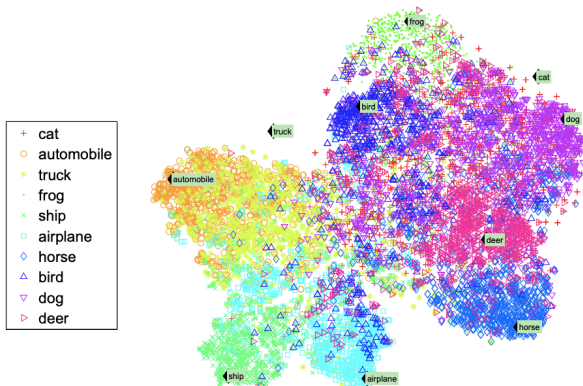 frog
cat
bird
dog
truck
automobile
deer
horse
ship
airplane
cat
automobile
truck
frog
ship
airplane
horse
bird
dog
deer